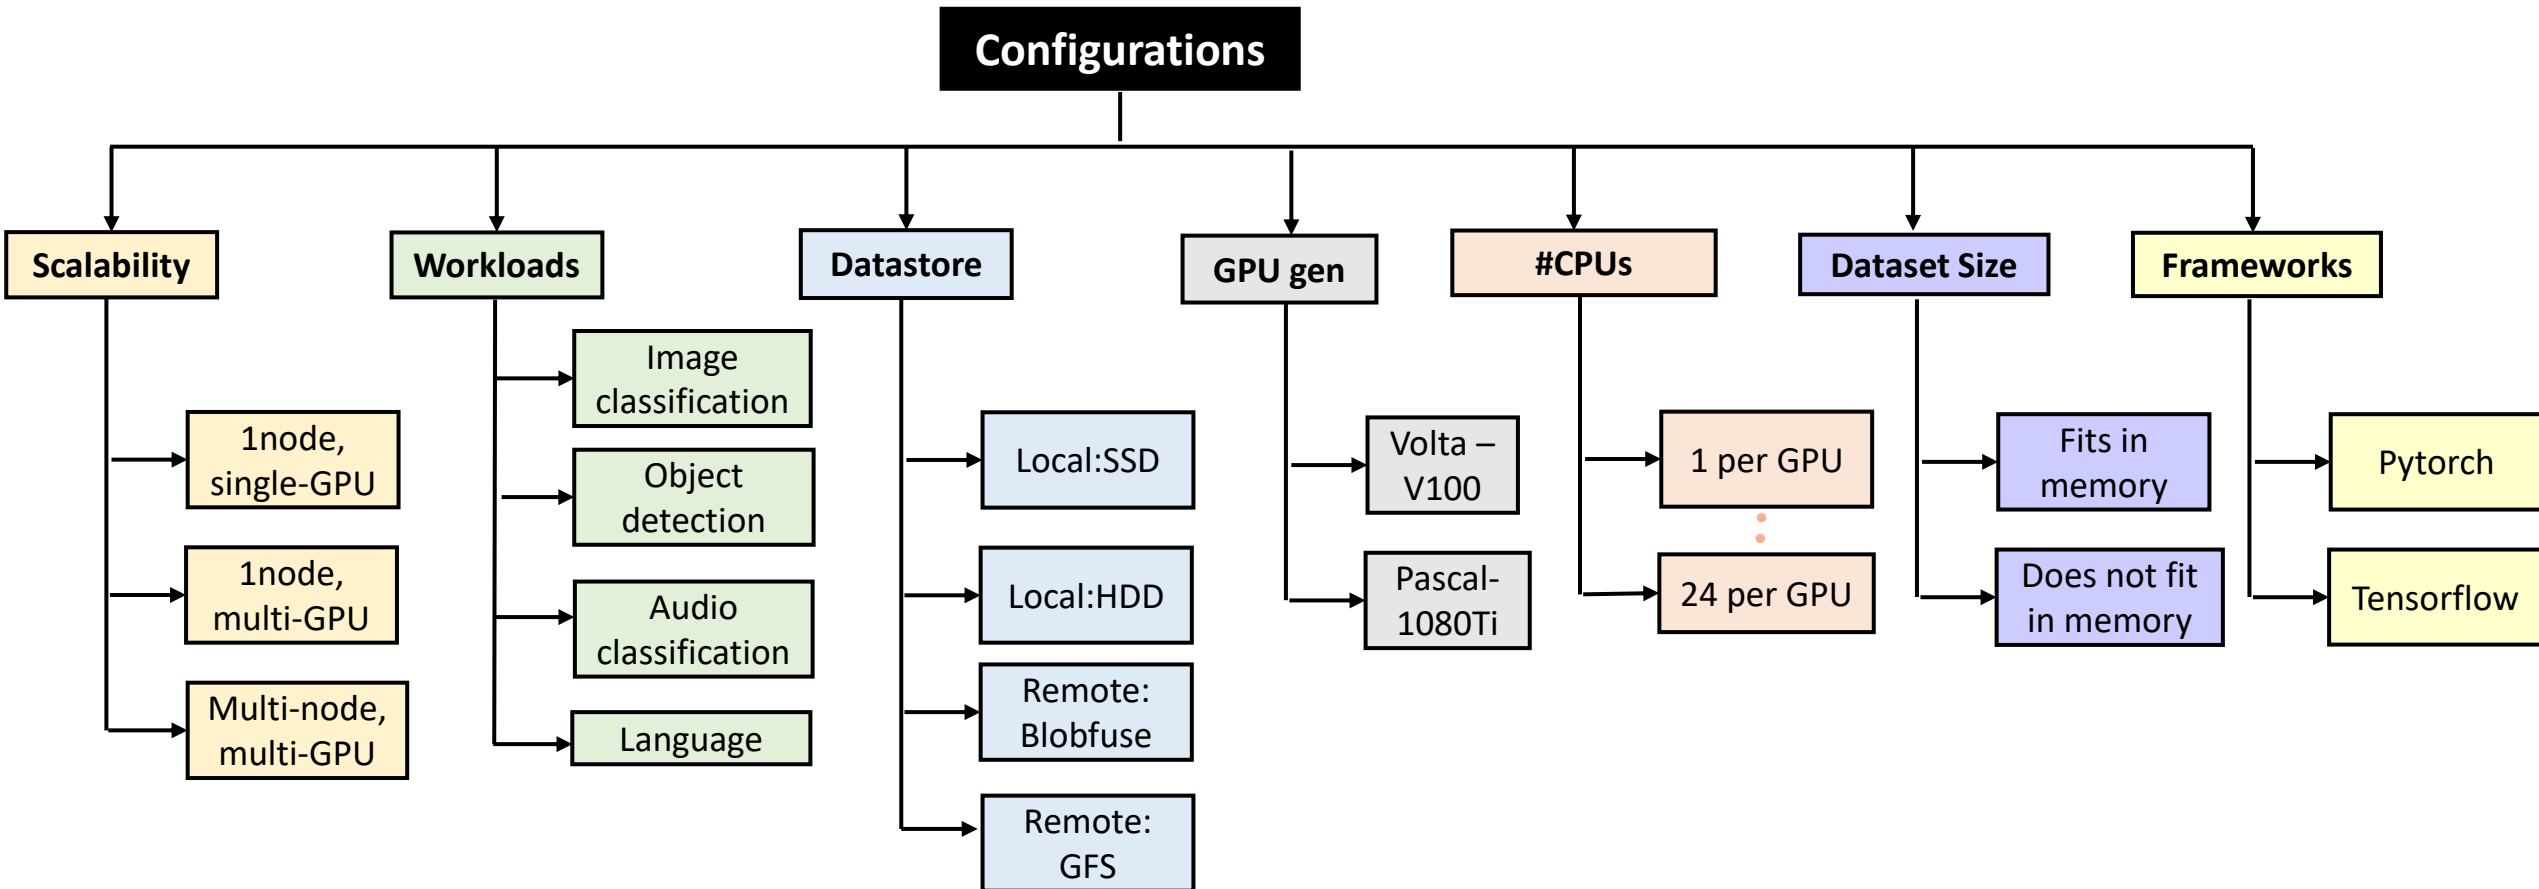 Configurations
Scalability
Workloads
Datastore
GPU gen
#CPUs
Dataset Size
Frameworks
1node,
single-GPU
1node,
multi-GPU
Multi-node,
multi-GPU
Image
classification
Object
detection
Audio
classification
Language
Local:SSD
Local:HDD
Remote:
Blobfuse
Remote:
GFS
Volta –
V100
Pascal-
1080Ti
1 per GPU
24 per GPU
Fits in
memory
Does not fit
in memory
Pytorch
Tensorflow